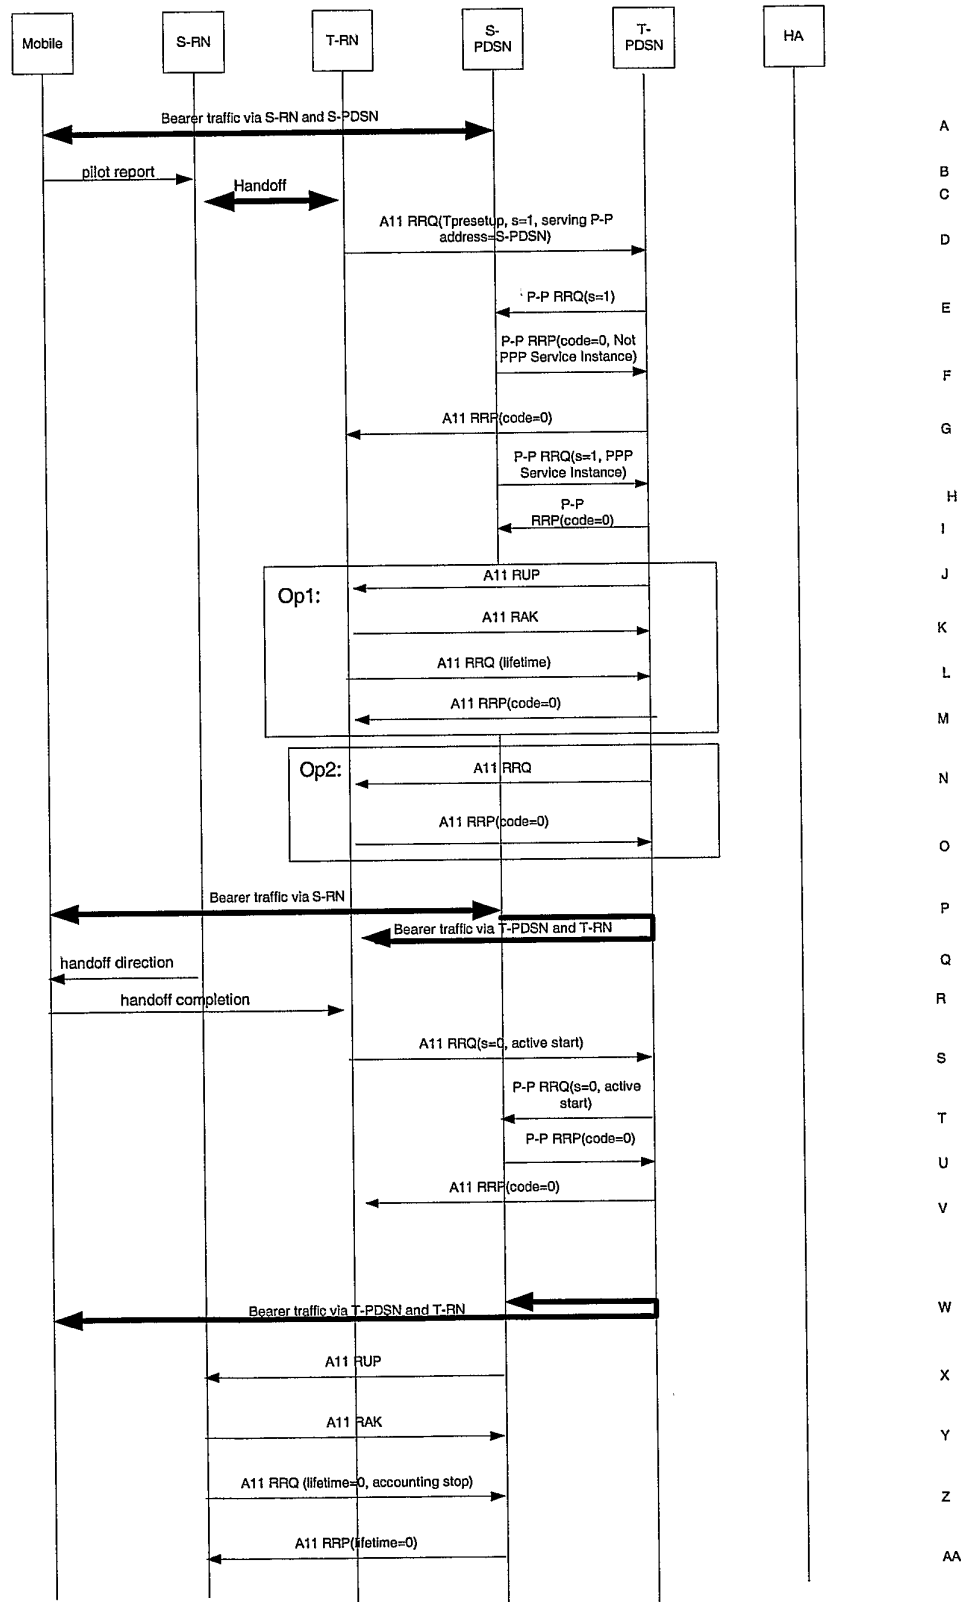 Mobile
S-RN
T-RN
S-
PDSN
T-
PDSN
HA
Bearer traffic via S-RN and S-PDSN
A
pilot report
B
Handoff
C
A11 RRQ(Tpresetup, s=1, serving P-P
address=S-PDSN)
D
P-P RRQ(s=1)
E
P-P RRP(code=0, Not
PPP Service Instance)
F
A11 RRP(code=0)
G
P-P RRQ(s=1, PPP
Service Instance)
H
P-P
RRP(code=0)
I
Op1:
A11 RUP
J
A11 RAK
K
A11 RRQ (lifetime)
L
A11 RRP(code=0)
M
Op2:
A11 RRQ
N
A11 RRP(code=0)
O
Bearer traffic via S-RN
P
Bearer traffic via T-PDSN and T-RN
handoff direction
Q
handoff completion
R
A11 RRQ(s=0, active start)
S
P-P RRQ(s=0, active
start)
T
P-P RRP(code=0)
U
A11 RRP(code=0)
V
Bearer traffic via T-PDSN and T-RN
W
A11 RUP
X
A11 RAK
Y
A11 RRQ (lifetime=0, accounting stop)
Z
A11 RRP(lifetime=0)
AA